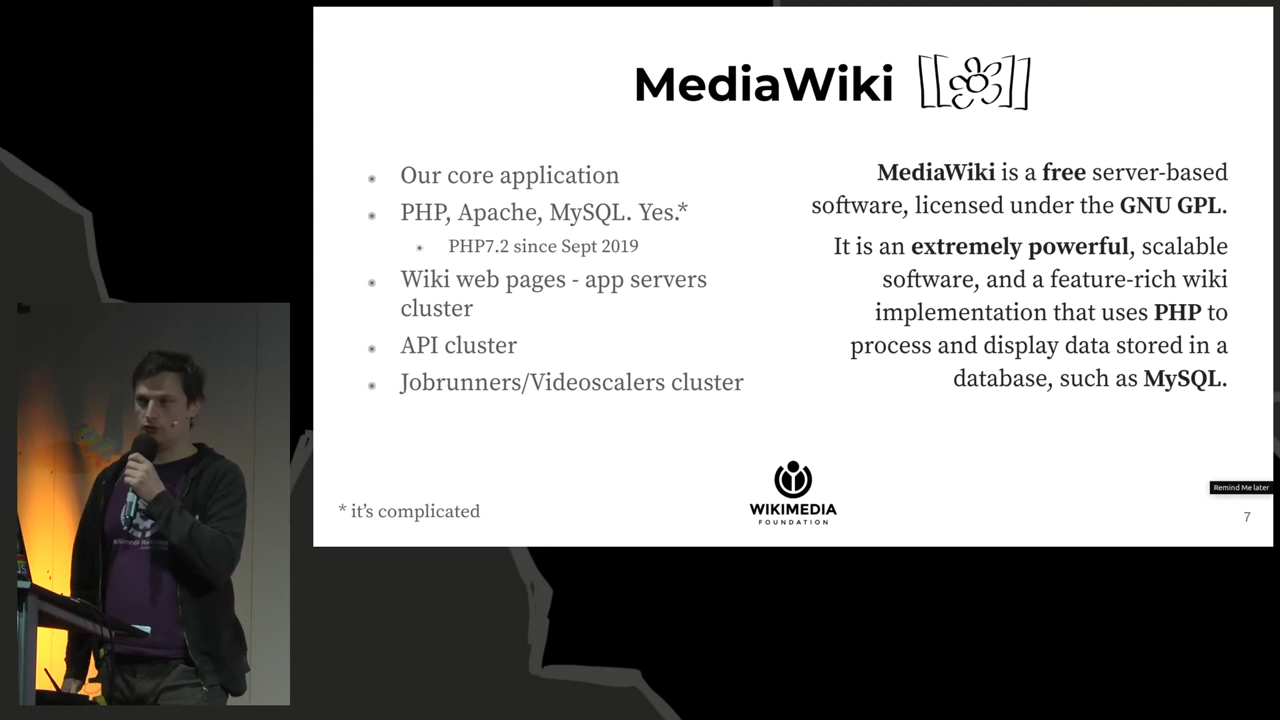 MediaWiki
Our core application
PHP, Apache, MySQL. Yes.*
PHP7.2 since Sept 2019
Wiki web pages - app servers
cluster
API cluster
Jobrunners/Videoscalers cluster
MediaWiki is a free server-based
software, licensed under the GNU GPL.
It is an extremely powerful, scalable
software, and a feature-rich wiki
implementation that uses PHP to
process and display data stored in a
database, such as MySQL.
* it’s complicated
WIKIMEDIA
FOUNDATION
Remind Me later
7